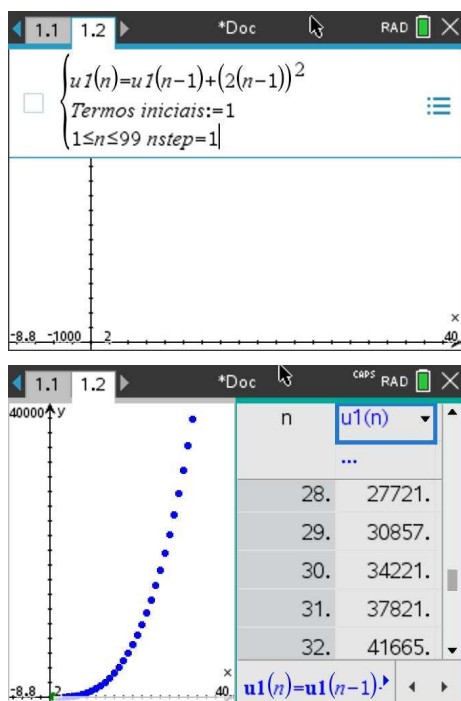 1.1 1.2 *Doc RAD
u1(n)=u1(n-1)+(2(n-1))²
Termos iniciais:=1
1≤n≤99 nstep=1
x
-8.8 -1000 2 40
1.1 1.2 *Doc CAPS RAD
40000 y n u1(n)
...
28. 27721.
29. 30857.
30. 34221.
31. 37821.
32. 41665.
x
-8.8 2 40 u1(n)=u1(n-1).